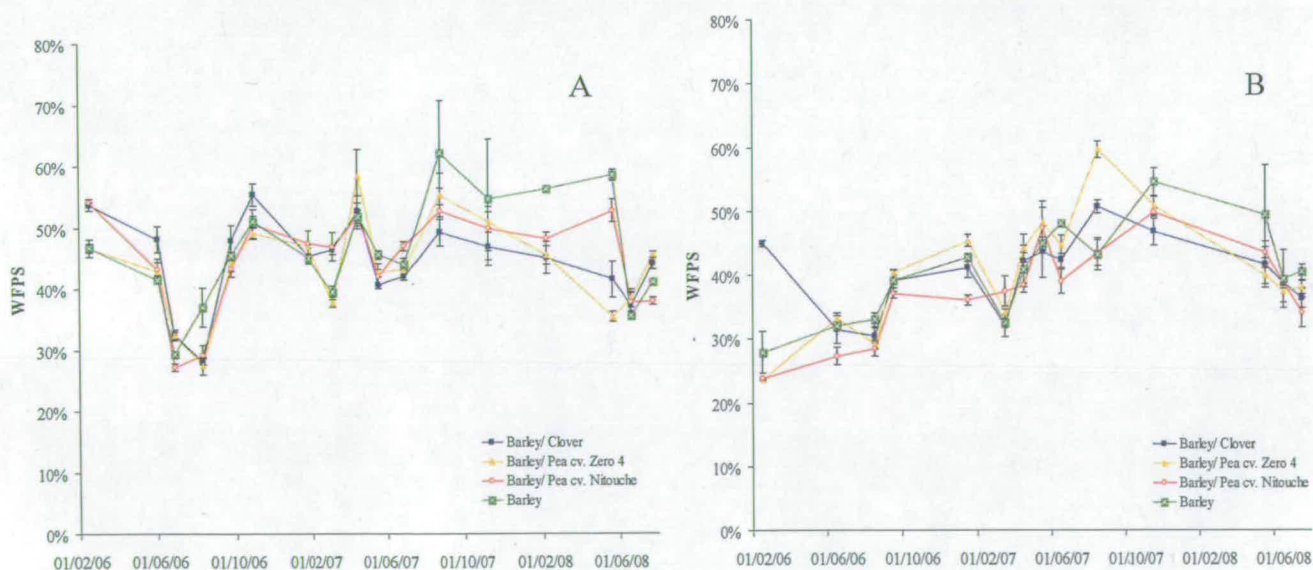 A
80%
70%
60%
50%
40%
30%
20%
10%
0%
WFPS
Barley/ Clover
Barley/ Pea cv. Zero 4
Barley/ Pea cv. Nitouche
Barley
01/02/06 01/06/06 01/10/06 01/02/07 01/06/07 01/10/07 01/02/08 01/06/08
B
80%
70%
60%
50%
40%
30%
20%
10%
0%
WFPS
Barley/ Clover
Barley/ Pea cv. Zero 4
Barley/ Pea cv. Nitouche
Barley
01/02/06 01/06/06 01/10/06 01/02/07 01/06/07 01/10/07 01/02/08 01/06/08